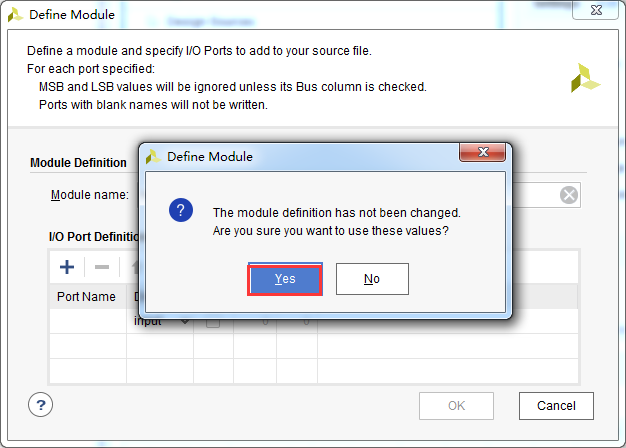 Define Module
Define a module and specify I/O Ports to add to your source file.
For each port specified:
MSB and LSB values will be ignored unless its Bus column is checked.
Ports with blank names will not be written.
Module Definition
Module name:
Define Module
The module definition has not been changed.
Are you sure you want to use these values?
Yes
No
I/O Port Definitio
Port Name
input 0 0
OK
Cancel